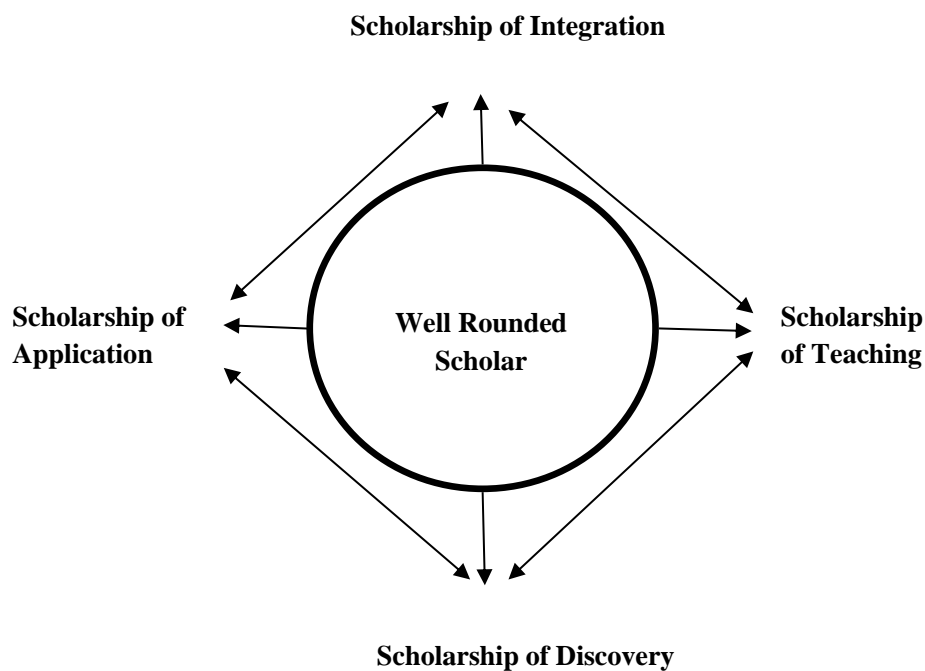 Scholarship of Integration
Scholarship of
Application
Well Rounded
Scholar
Scholarship
of Teaching
Scholarship of Discovery